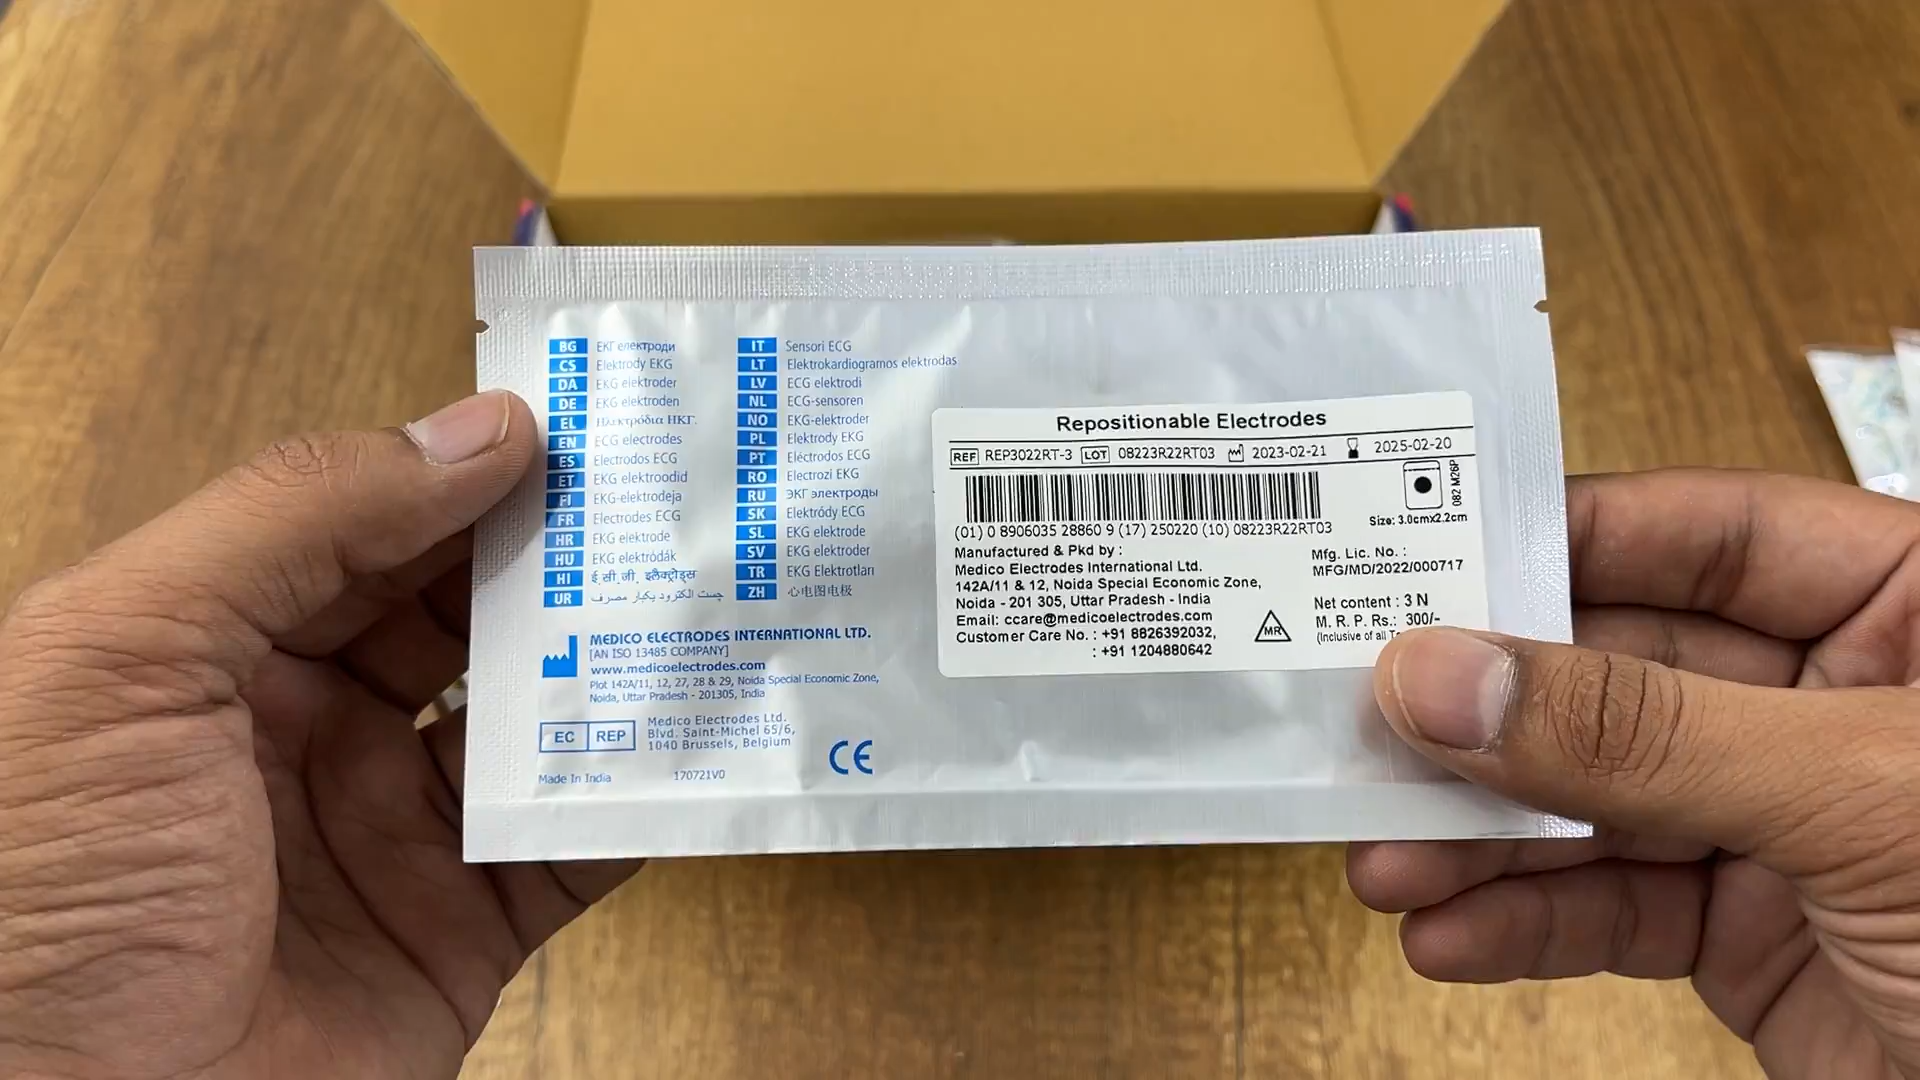 BG ЕКГ електроди
CS Elektrody EKG
DA EKG elektroder
DE EKG elektroden
EL Ηλεκτρόδια ΗΚΓ.
EN ECG electrodes
ES Electrodos ECG
ET EKG elektroodid
FI EKG-elektrodeja
FR Electrodes ECG
HR EKG elektrode
HU EKG elektródák
HI ई.सी.जी. इलैक्ट्रोड्स
UR چست الکترود یکبار مصرف
IT Sensori ECG
LT Elektrokardiogramos elektrodas
LV ECG elektrodi
NL ECG-sensoren
NO EKG-elektroder
PL Elektrody EKG
PT Eléctrodos ECG
RO Electrozi EKG
RU ЭКГ электроды
SK Elektródy ECG
SL EKG elektrode
SV EKG elektroder
TR EKG Elektrotları
ZH 心电图电极
MEDICO ELECTRODES INTERNATIONAL LTD.
[AN ISO 13485 COMPANY]
www.medicoelectrodes.com
Plot 142A/11, 12, 27, 28 & 29, Noida Special Economic Zone,
Noida, Uttar Pradesh - 201305, India
EC REP
Medico Electrodes Ltd.
Blvd. Saint-Michel 65/6,
1040 Brussels, Belgium
CE
Made In India 170721V0
Repositionable Electrodes
REF REP3022RT-3 LOT 08223R22RT03 2023-02-21 2025-02-20
082 M26P
Size: 3.0cmx2.2cm
(01) 0 8906035 28860 9 (17) 250220 (10) 08223R22RT03
Manufactured & Pkd by :
Medico Electrodes International Ltd.
142A/11 & 12, Noida Special Economic Zone,
Noida - 201 305, Uttar Pradesh - India
Email: ccare@medicoelectrodes.com
Customer Care No. : +91 8826392032,
: +91 1204880642
MR
Mfg. Lic. No. :
MFG/MD/2022/000717
Net content : 3 N
M. R. P. Rs.: 300/-
(Inclusive of all